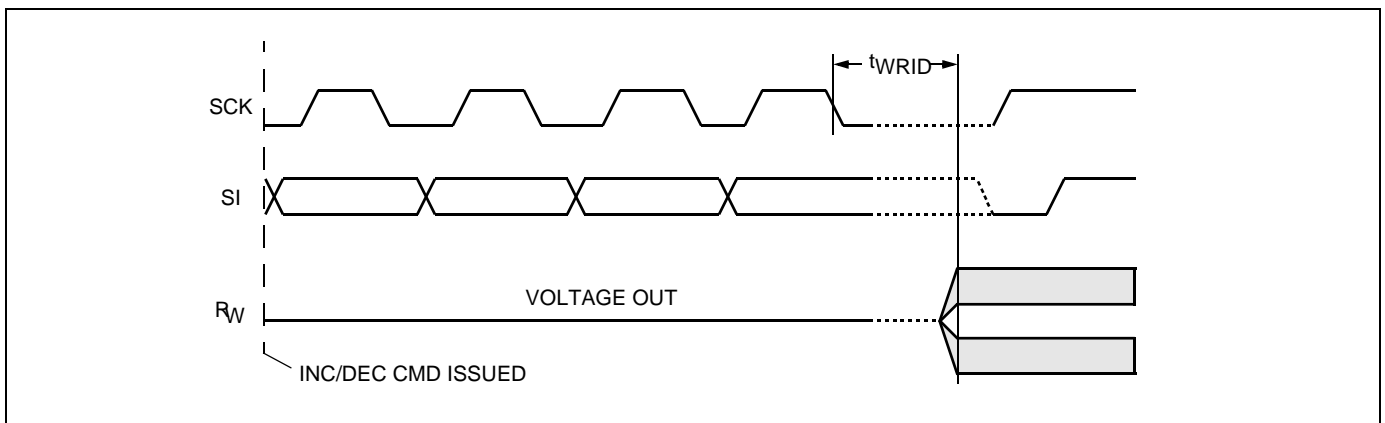 tWRID
SCK
SI
VOLTAGE OUT
RW
INC/DEC CMD ISSUED